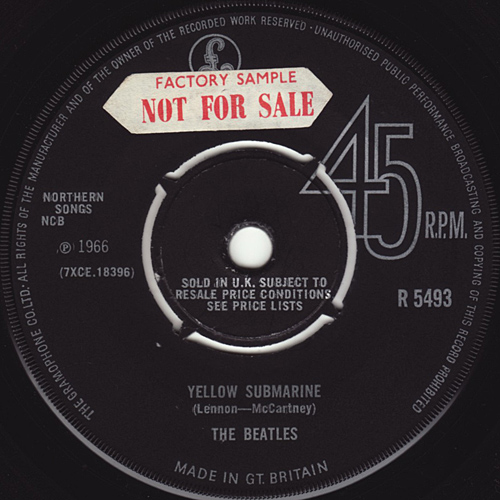 THE GRAMOPHONE CO. LTD. ALL RIGHTS OF THE MANUFACTURER AND OF THE OWNER OF THE RECORDED WORK RESERVED · UNAUTHORISED PUBLIC PERFORMANCE BROADCASTING AND COPYING OF THIS RECORD PROHIBITED
£
FACTORY SAMPLE
NOT FOR SALE
45
R.P.M.
NORTHERN
SONGS
NCB
℗ 1966
(7XCE.18396)
SOLD IN U.K. SUBJECT TO
RESALE PRICE CONDITIONS
SEE PRICE LISTS
R 5493
YELLOW SUBMARINE
(Lennon—McCartney)
THE BEATLES
MADE IN GT. BRITAIN